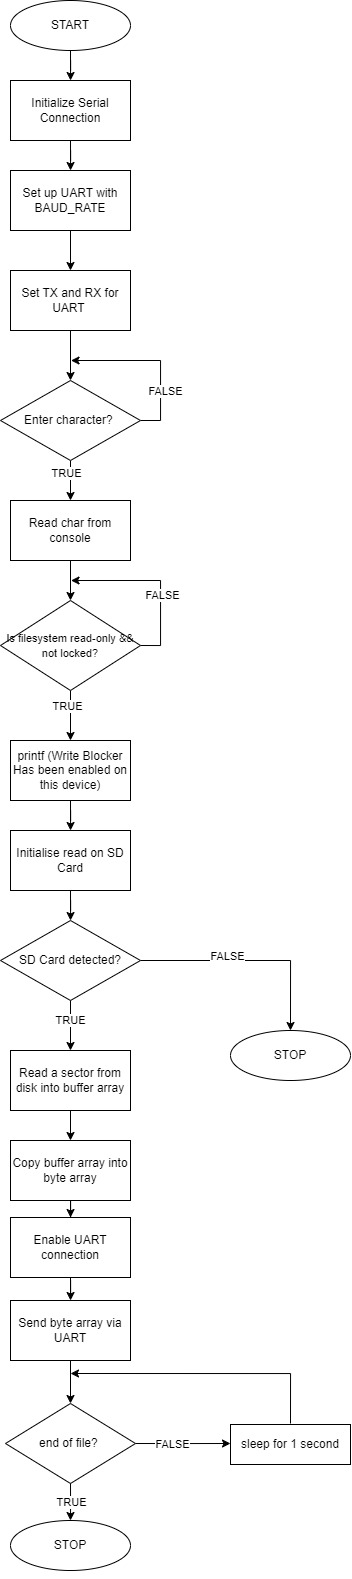 START
Initialize Serial
Connection
Set up UART with
BAUD_RATE
Set TX and RX for
UART
FALSE
Enter character?
TRUE
Read char from
console
FALSE
Is filesystem read-only &&
not locked?
TRUE
printf (Write Blocker
Has been enabled on
this device)
Initialise read on SD
Card
SD Card detected?
FALSE
TRUE
STOP
Read a sector from
disk into buffer array
Copy buffer array into
byte array
Enable UART
connection
Send byte array via
UART
end of file?
FALSE
sleep for 1 second
TRUE
STOP